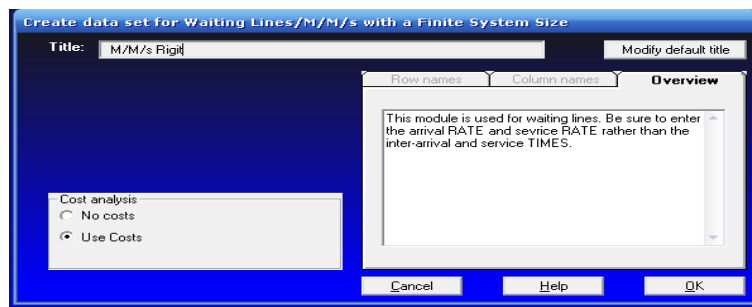 Create data set for Waiting Lines/M/M/s with a Finite System Size
Title: M/M/s Rigit Modify default title
Row names Column names Overview
This module is used for waiting lines. Be sure to enter
the arrival RATE and sevrice RATE rather than the
inter-arrival and service TIMES.
Cost analysis
No costs
Use Costs
Cancel Help OK